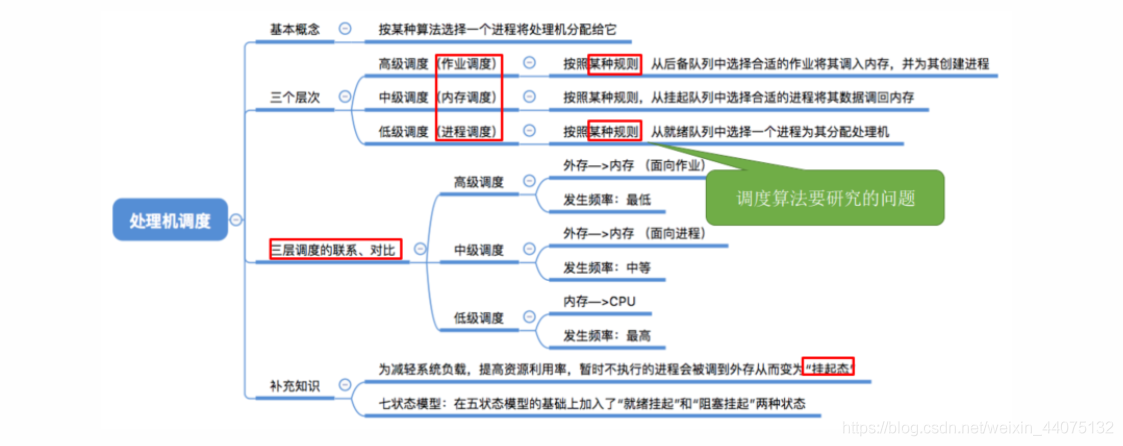 基本概念
按某种算法选择一个进程将处理机分配给它
高级调度（作业调度）
按照某种规则 从后备队列中选择合适的作业将其调入内存，并为其创建进程
三个层次
中级调度（内存调度）
按照某种规则，从挂起队列中选择合适的进程将其数据调回内存
低级调度（进程调度）
按照某种规则 从就绪队列中选择一个进程为其分配处理机
调度算法要研究的问题
处理机调度
三层调度的联系、对比
高级调度
外存—>内存 （面向作业）
发生频率：最低
中级调度
外存—>内存 （面向进程）
发生频率：中等
低级调度
内存—>CPU
发生频率：最高
补充知识
为减轻系统负载，提高资源利用率，暂时不执行的进程会被调到外存从而变为“挂起态”
七状态模型：在五状态模型的基础上加入了“就绪挂起”和“阻塞挂起”两种状态
https://blog.csdn.net/weixin_44075132